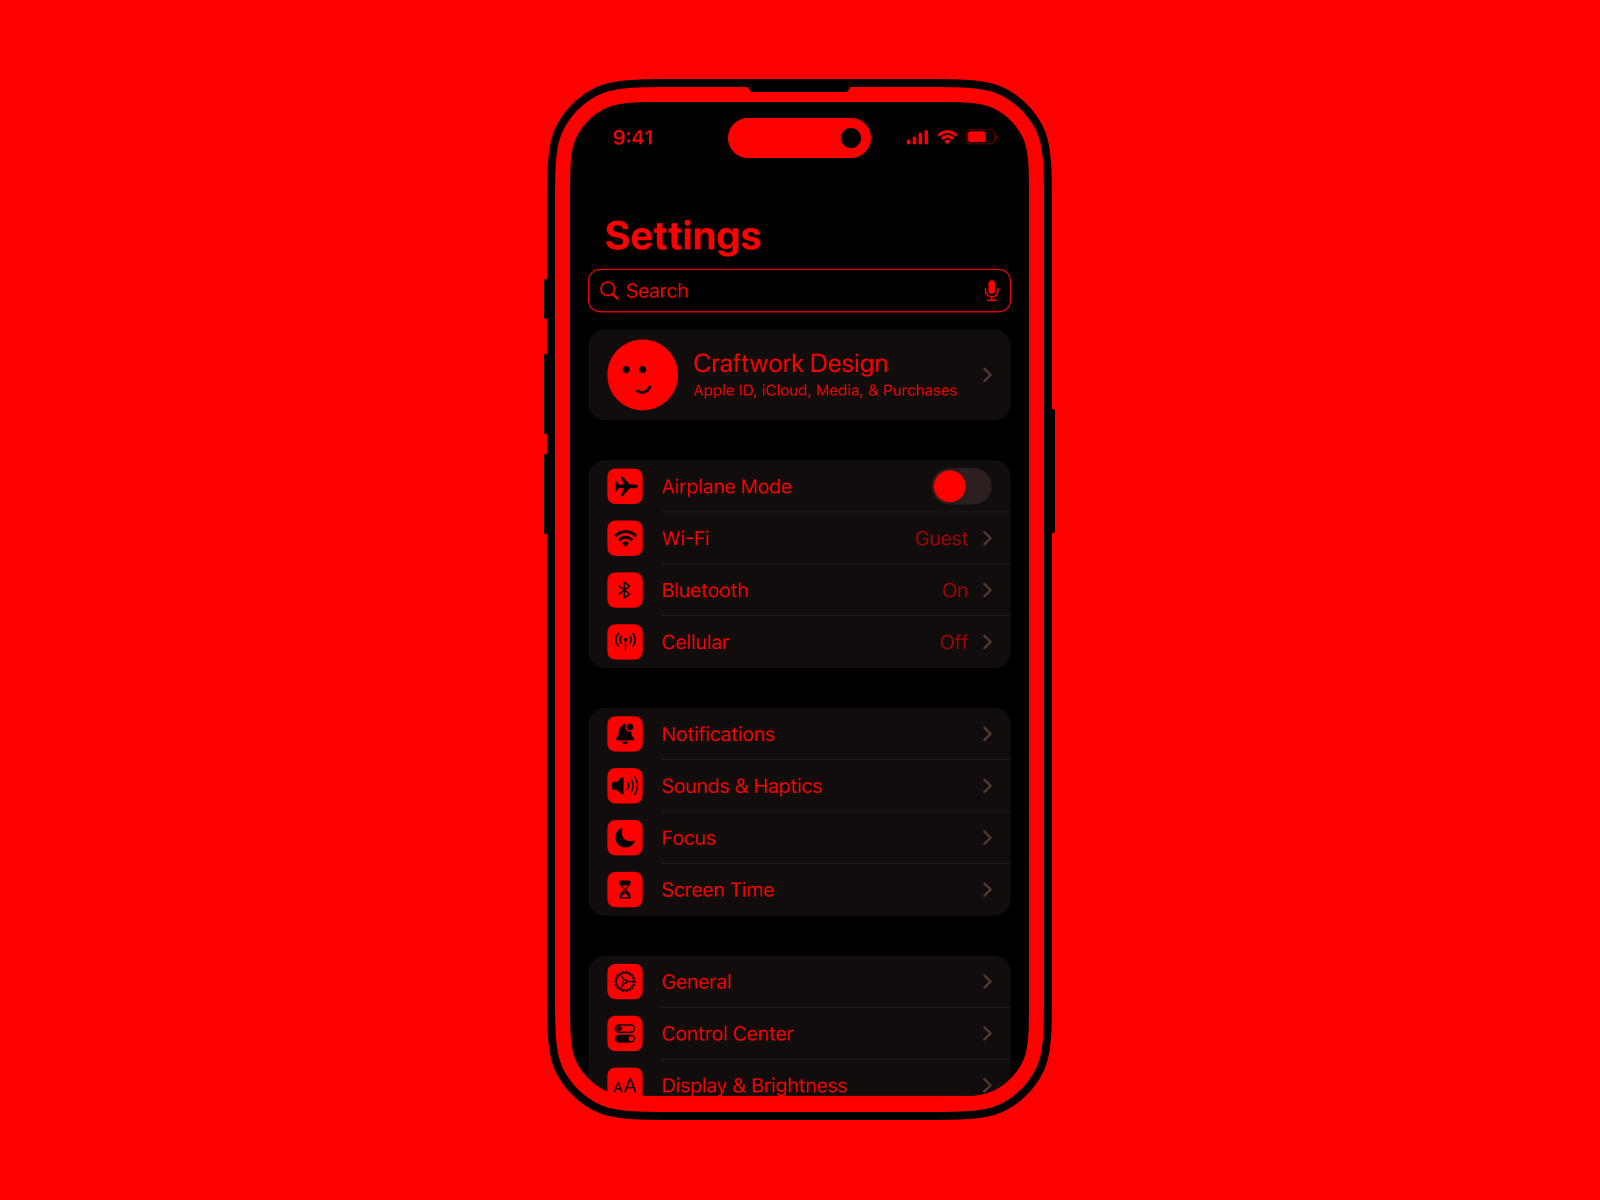 9:41
Settings
Search
Craftwork Design
Apple ID, iCloud, Media, & Purchases
Airplane Mode
Wi-Fi Guest
Bluetooth On
Cellular Off
Notifications
Sounds & Haptics
Focus
Screen Time
General
Control Center
AA Display & Brightness